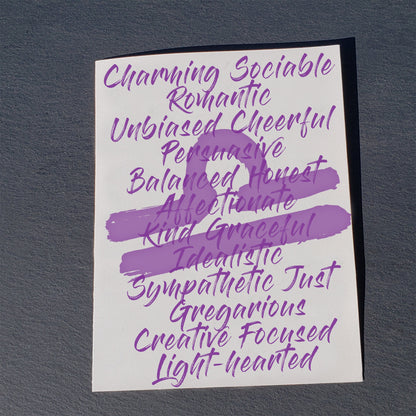 Charming Sociable
Romantic
Unbiased Cheerful
Persuasive
Balanced Honest
Affectionate
Kind Graceful
Idealistic
Sympathetic Just
Gregarious
Creative Focused
Light-hearted